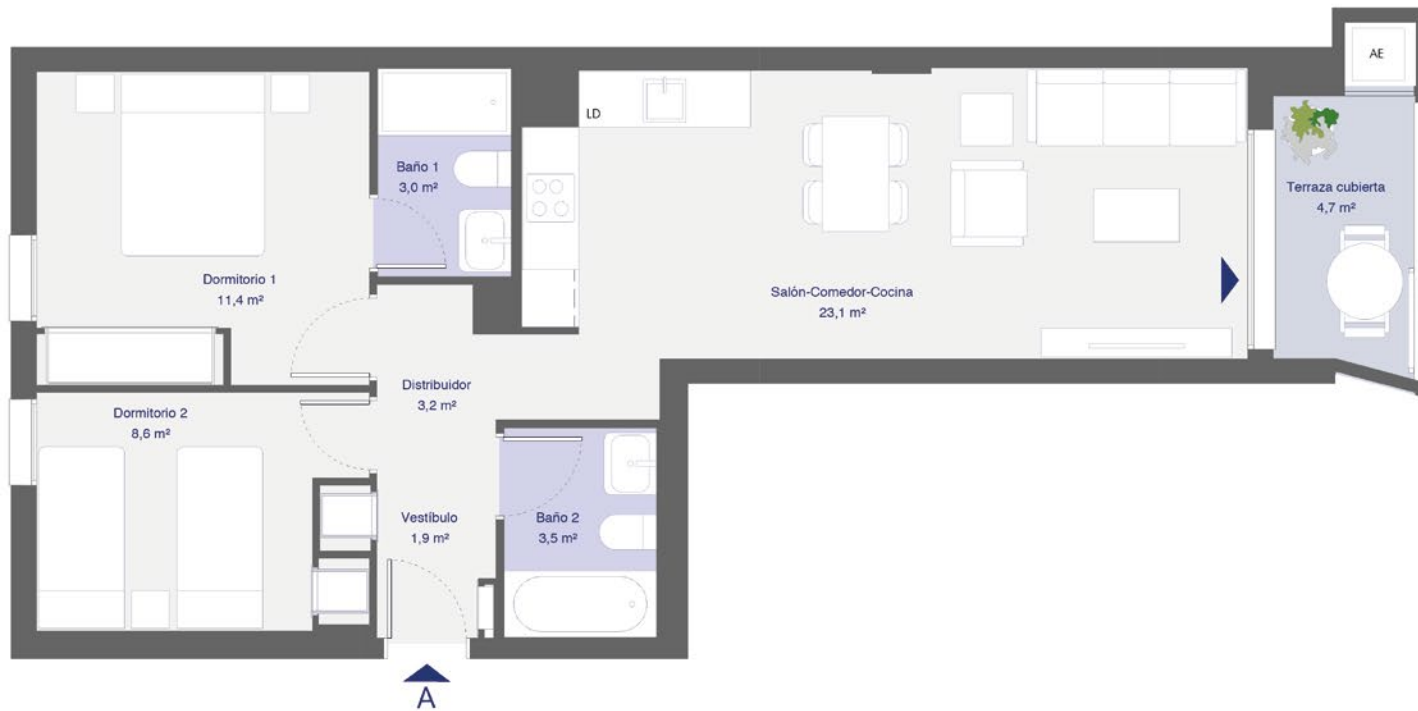 AE
LD
Baño 1
3,0 m²
Terraza cubierta
4,7 m²
Dormitorio 1
11,4 m²
Salón-Comedor-Cocina
23,1 m²
Distribuidor
3,2 m²
Dormitorio 2
8,6 m²
Vestíbulo
1,9 m²
Baño 2
3,5 m²
A